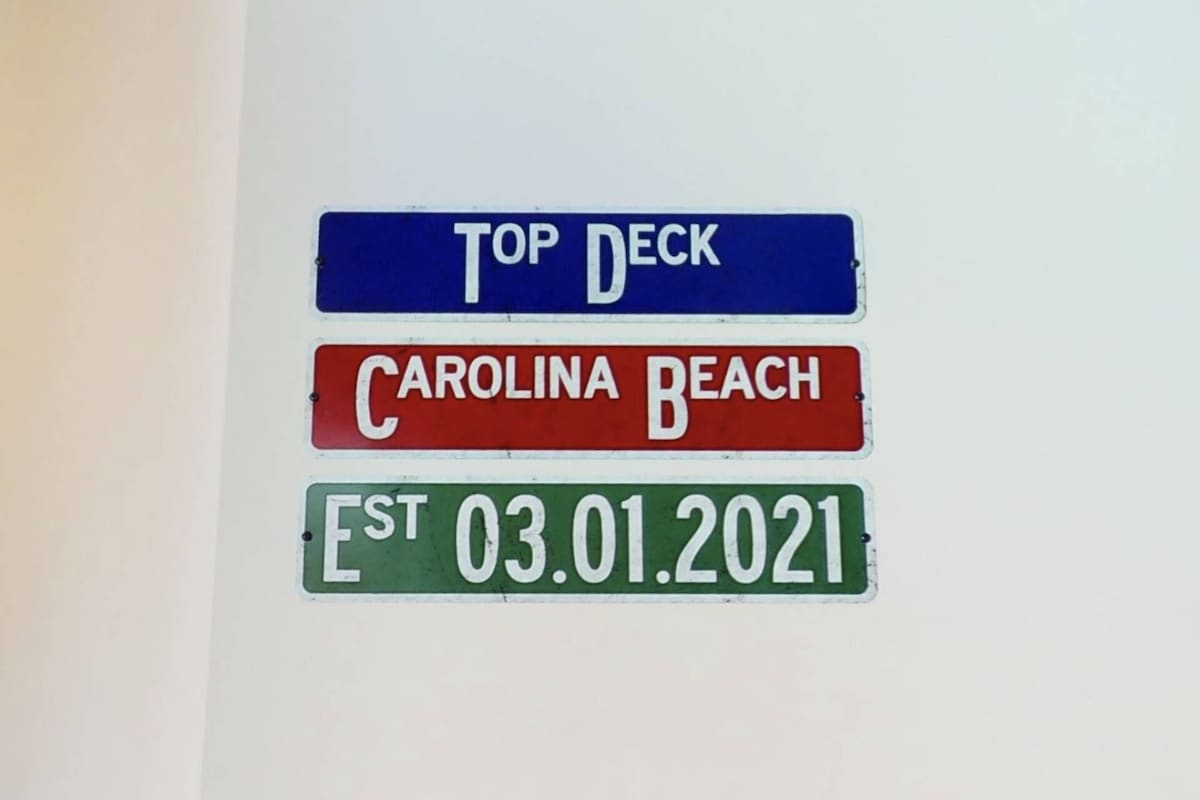 Top Deck
Carolina Beach
Est 03.01.2021